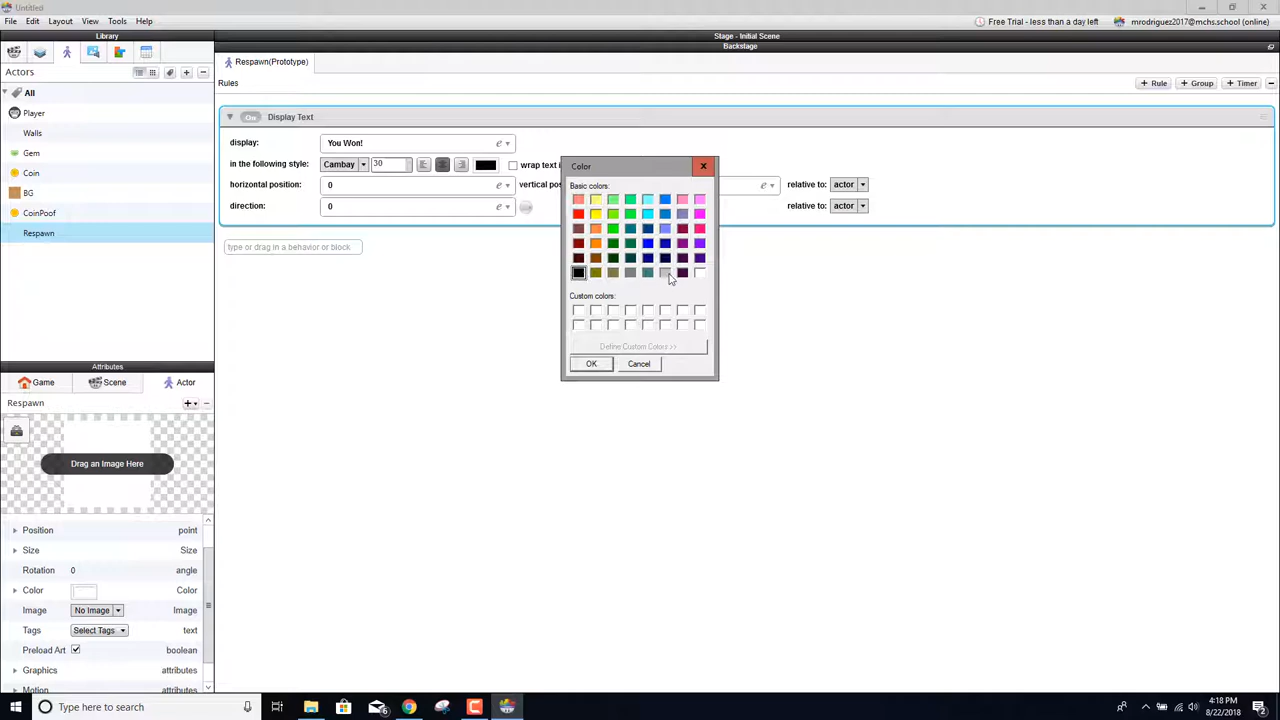 Untitled
File Edit Layout View Tools Help
Free Trial - less than a day left
mrodriguez2017@mchs.school (online)
Library
Stage - Initial Scene
Backstage
Respawn(Prototype)
Actors
Rules
+ Rule
+ Group
+ Timer
All
Player
Walls
Gem
Coin
BG
CoinPoof
Respawn
On Display Text
display: You Won! e
in the following style: Cambay 30 wrap text i
horizontal position: 0 e vertical pos e relative to: actor
direction: 0 e relative to: actor
type or drag in a behavior or block
Color
Basic colors:
Custom colors:
Define Custom Colors >>
OK Cancel
Attributes
Game Scene Actor
Respawn
Drag an Image Here
Position point
Size Size
Rotation 0 angle
Color Color
Image No Image Image
Tags Select Tags text
Preload Art boolean
Graphics attributes
Motion attributes
Type here to search
4:18 PM
8/22/2018